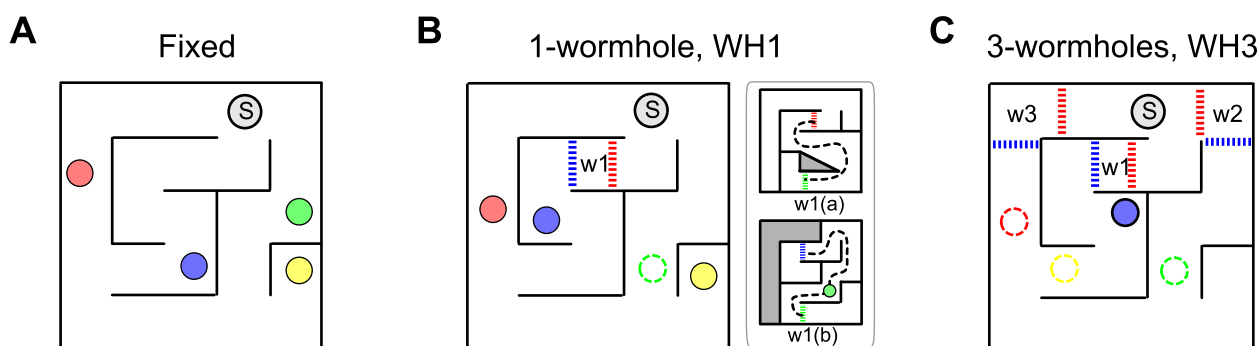 A Fixed
B 1-wormhole, WH1
C 3-wormholes, WH3
S
S
w1
w1(a)
w1(b)
w3
S
w2
w1